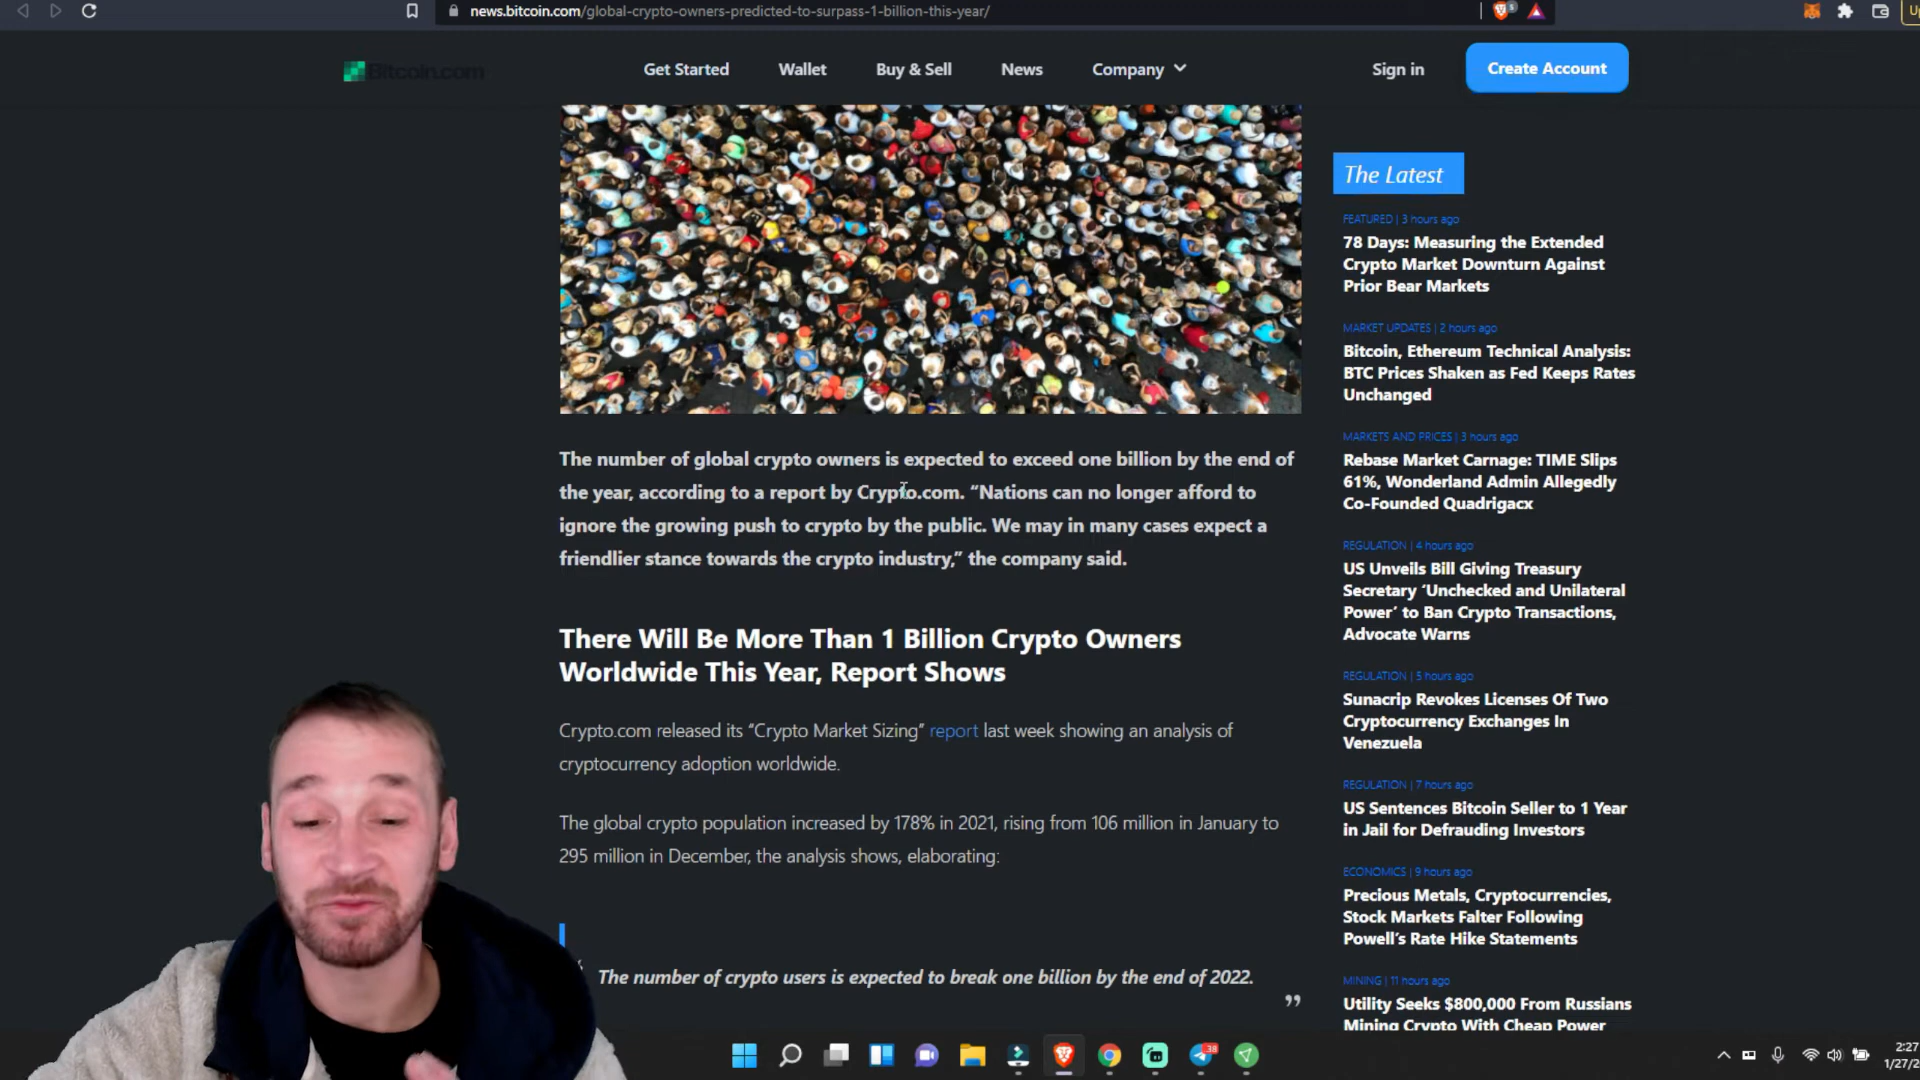 news.bitcoin.com/global-crypto-owners-predicted-to-surpass-1-billion-this-year/
Bitcoin.com
Get Started
Wallet
Buy & Sell
News
Company
Sign in
Create Account
The number of global crypto owners is expected to exceed one billion by the end of
the year, according to a report by Crypto.com. “Nations can no longer afford to
ignore the growing push to crypto by the public. We may in many cases expect a
friendlier stance towards the crypto industry,” the company said.
There Will Be More Than 1 Billion Crypto Owners
Worldwide This Year, Report Shows
Crypto.com released its “Crypto Market Sizing” report last week showing an analysis of
cryptocurrency adoption worldwide.
The global crypto population increased by 178% in 2021, rising from 106 million in January to
295 million in December, the analysis shows, elaborating:
The number of crypto users is expected to break one billion by the end of 2022.
”
The Latest
FEATURED | 3 hours ago
78 Days: Measuring the Extended
Crypto Market Downturn Against
Prior Bear Markets
MARKET UPDATES | 2 hours ago
Bitcoin, Ethereum Technical Analysis:
BTC Prices Shaken as Fed Keeps Rates
Unchanged
MARKETS AND PRICES | 3 hours ago
Rebase Market Carnage: TIME Slips
61%, Wonderland Admin Allegedly
Co-Founded Quadrigacx
REGULATION | 4 hours ago
US Unveils Bill Giving Treasury
Secretary ‘Unchecked and Unilateral
Power’ to Ban Crypto Transactions,
Advocate Warns
REGULATION | 5 hours ago
Sunacrip Revokes Licenses Of Two
Cryptocurrency Exchanges In
Venezuela
REGULATION | 7 hours ago
US Sentences Bitcoin Seller to 1 Year
in Jail for Defrauding Investors
ECONOMICS | 9 hours ago
Precious Metals, Cryptocurrencies,
Stock Markets Falter Following
Powell’s Rate Hike Statements
MINING | 11 hours ago
Utility Seeks $800,000 From Russians
Mining Crypto With Cheap Power
38
2:27
1/27/2